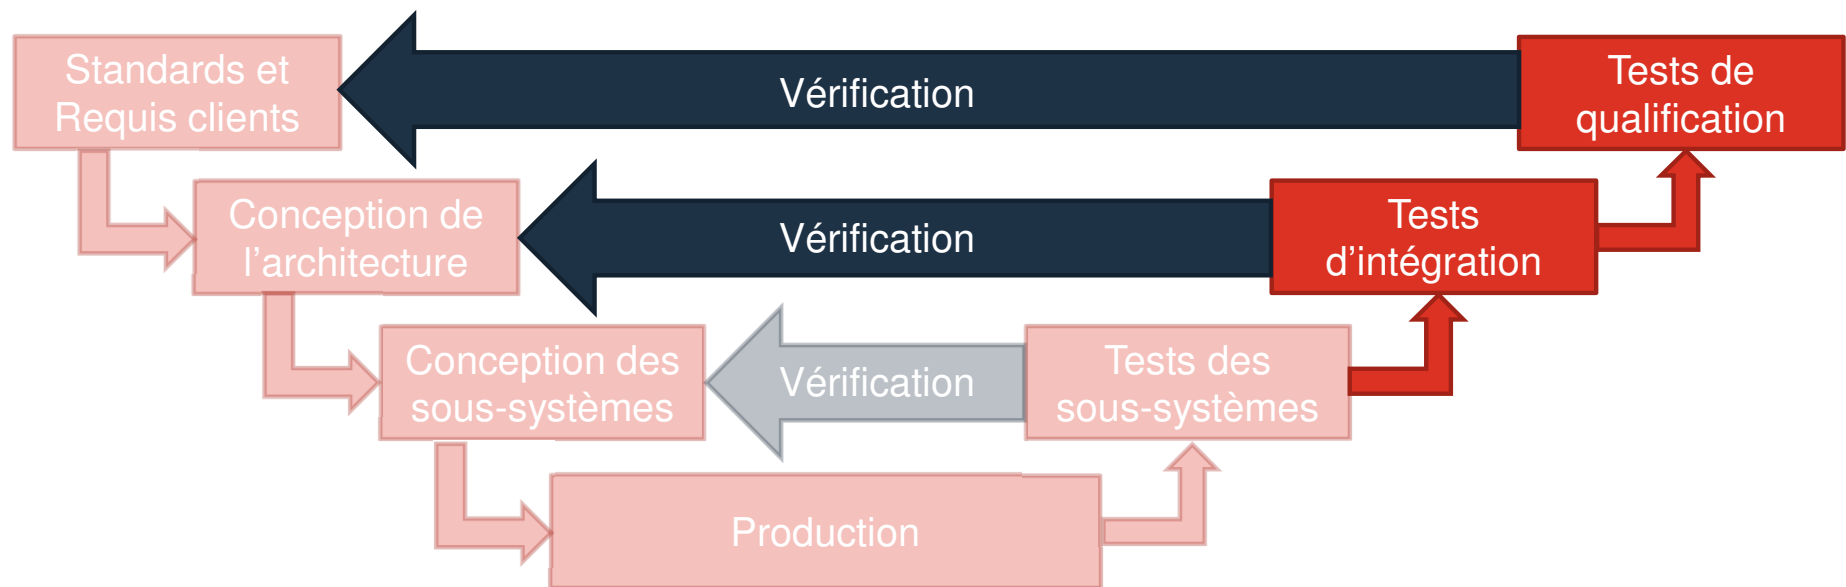 Standards et
Requis clients
Vérification
Tests de
qualification
Conception de
l’architecture
Vérification
Tests
d’intégration
Conception des
sous-systèmes
Vérification
Tests des
sous-systèmes
Production